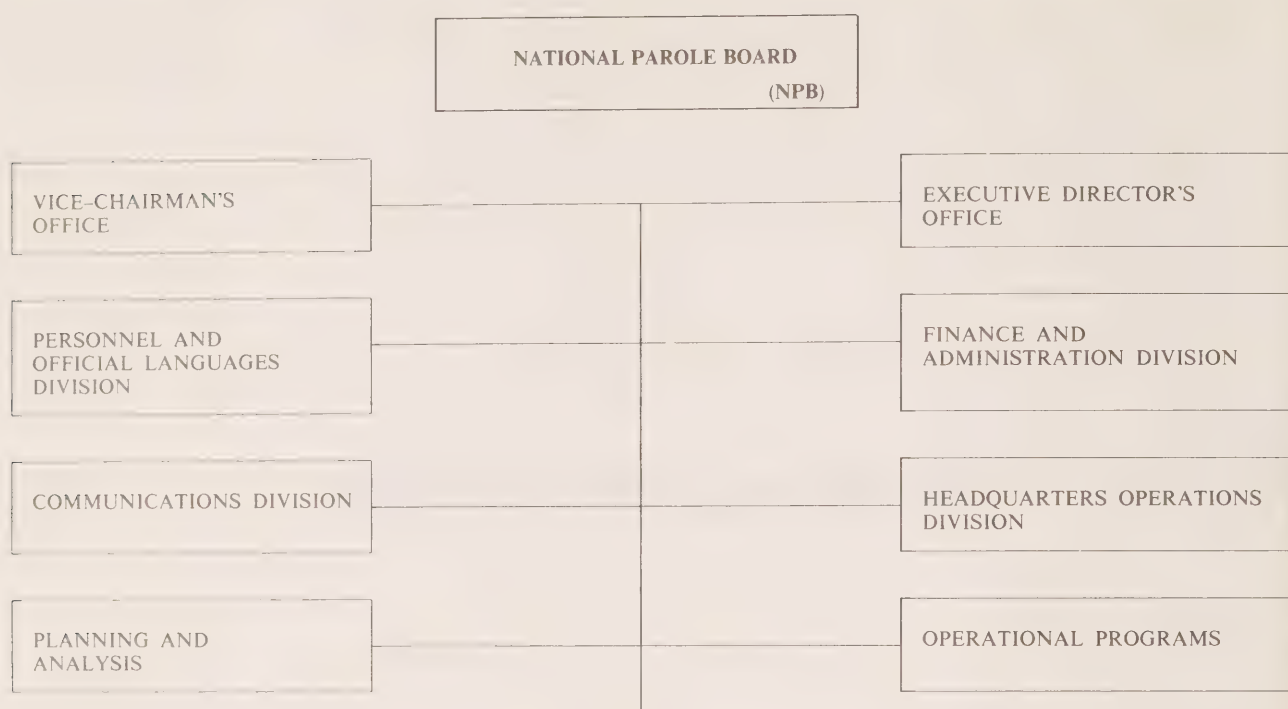 NATIONAL PAROLE BOARD
(NPB)
VICE-CHAIRMAN'S
OFFICE
EXECUTIVE DIRECTOR'S
OFFICE
PERSONNEL AND
OFFICIAL LANGUAGES
DIVISION
FINANCE AND
ADMINISTRATION DIVISION
COMMUNICATIONS DIVISION
HEADQUARTERS OPERATIONS
DIVISION
PLANNING AND
ANALYSIS
OPERATIONAL PROGRAMS